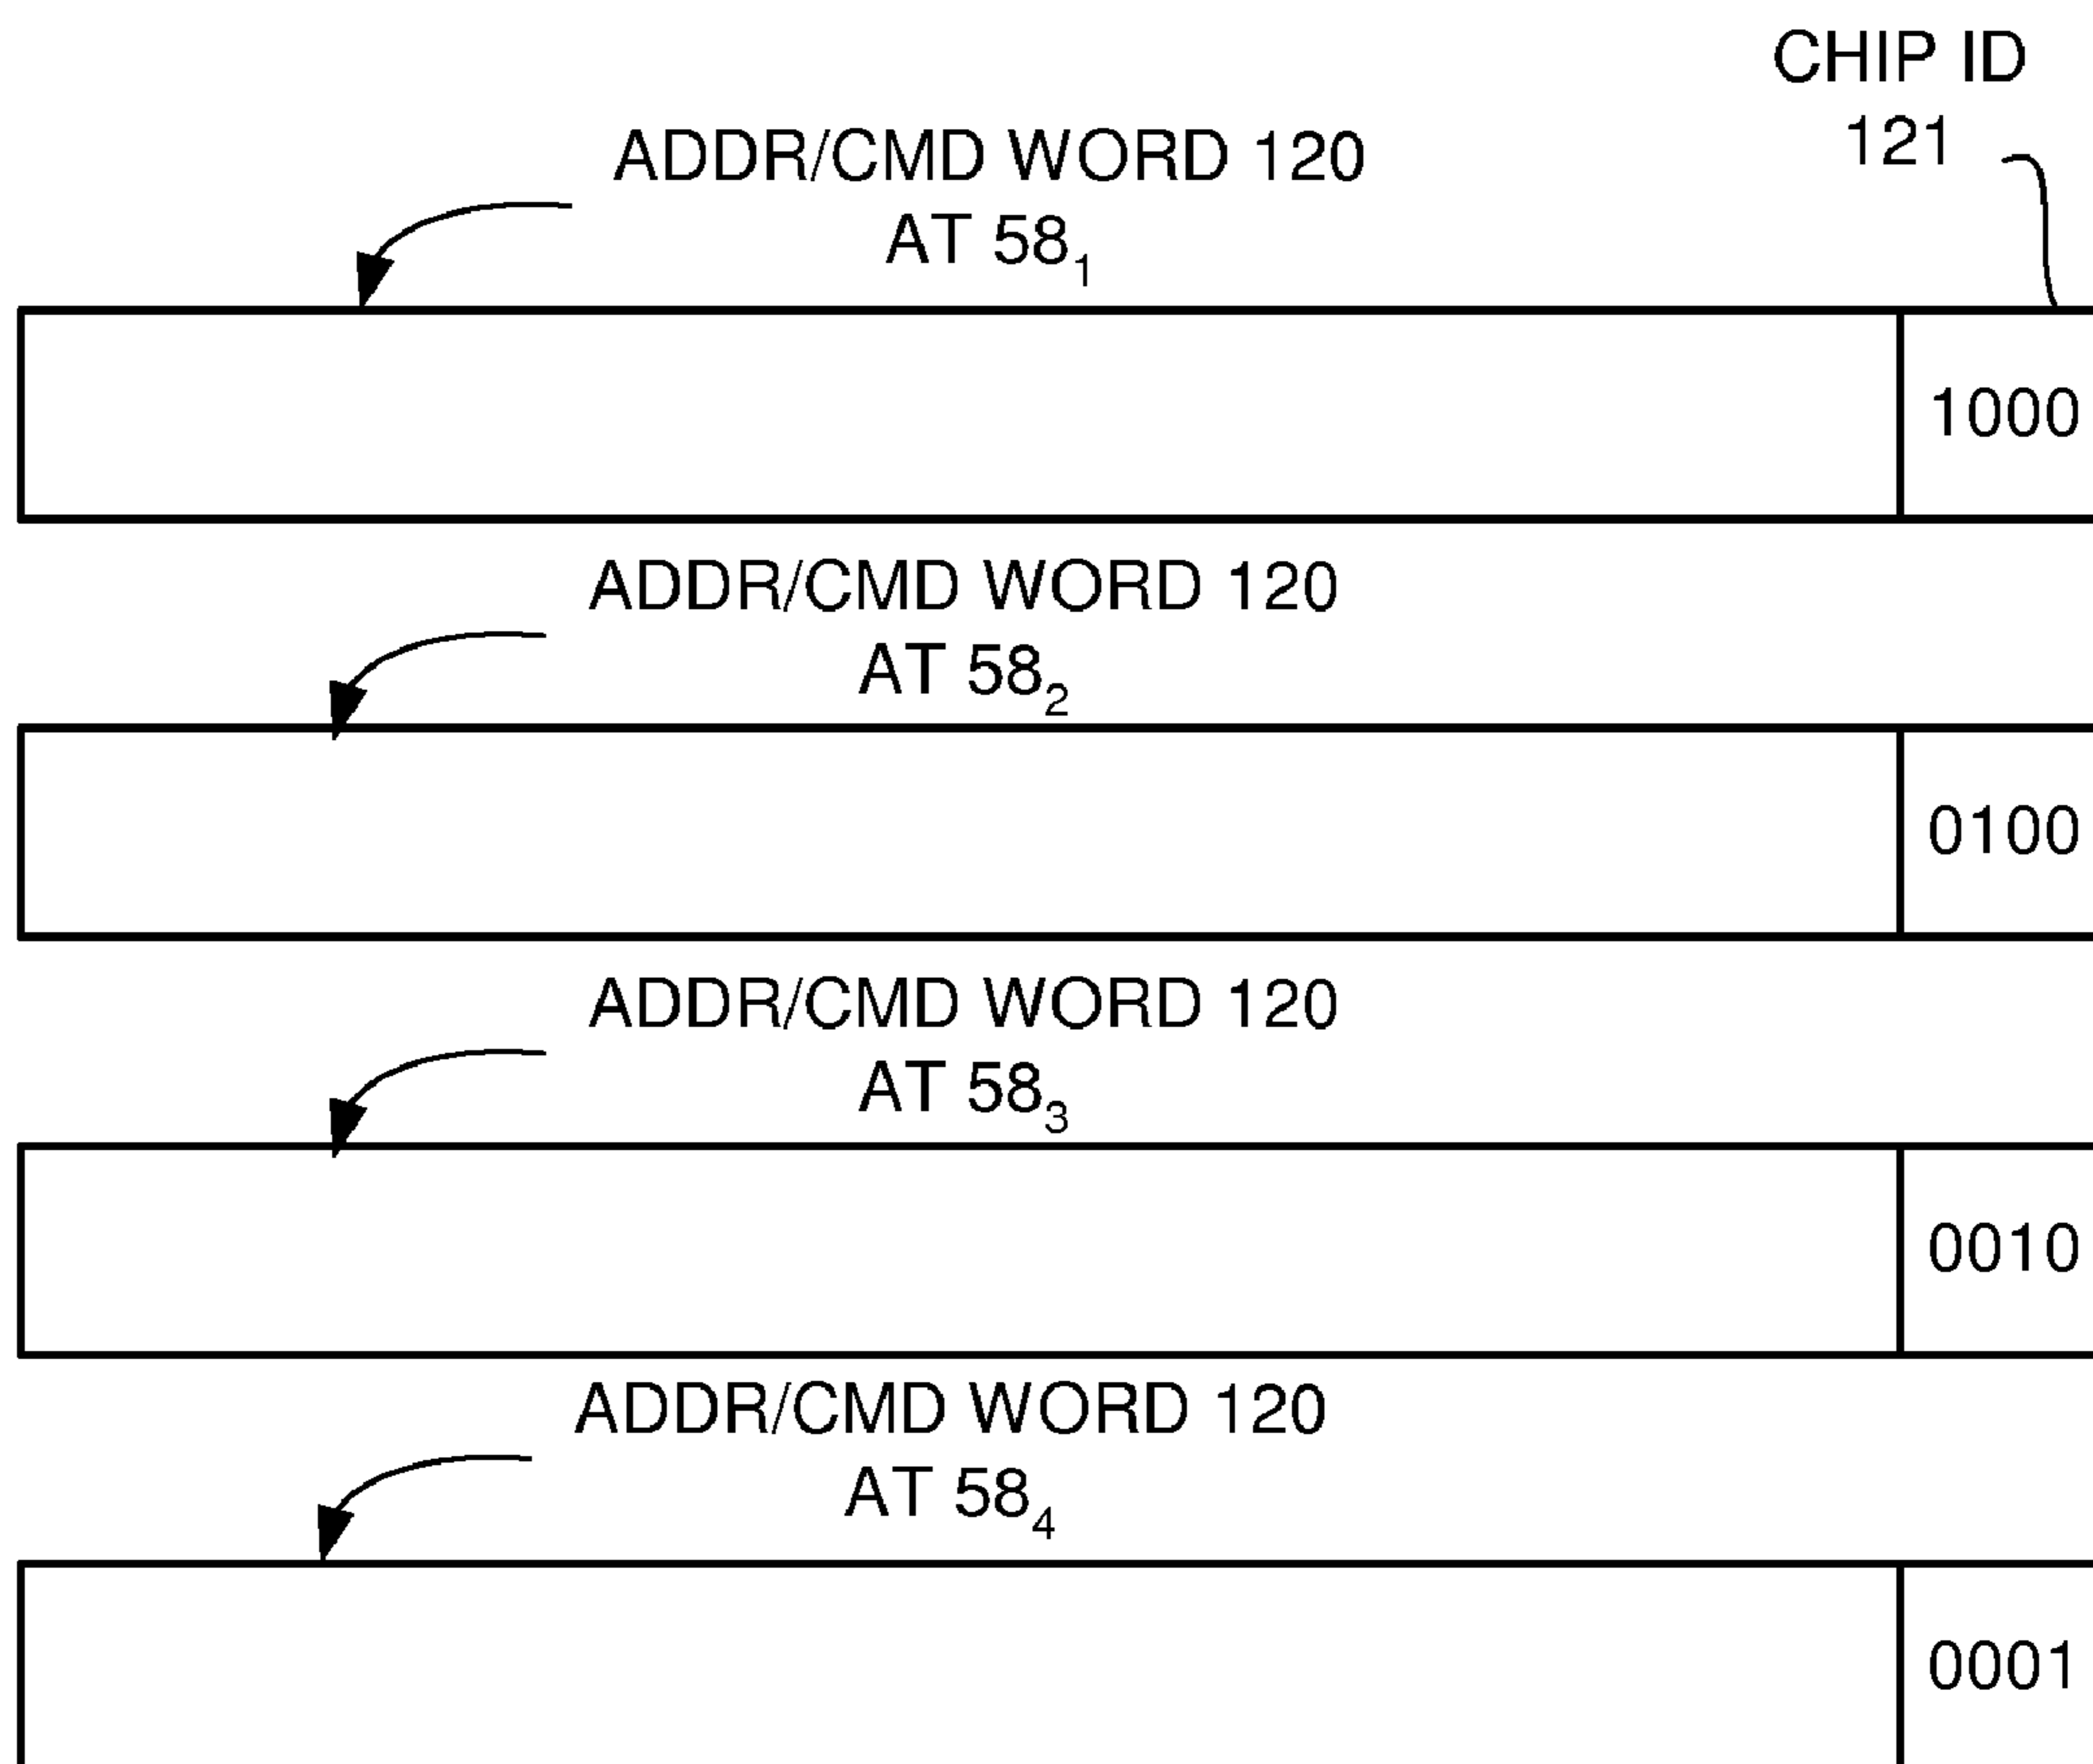 CHIP ID
121
ADDR/CMD WORD 120
AT 58₁
1000
ADDR/CMD WORD 120
AT 58₂
0100
ADDR/CMD WORD 120
AT 58₃
0010
ADDR/CMD WORD 120
AT 58₄
0001